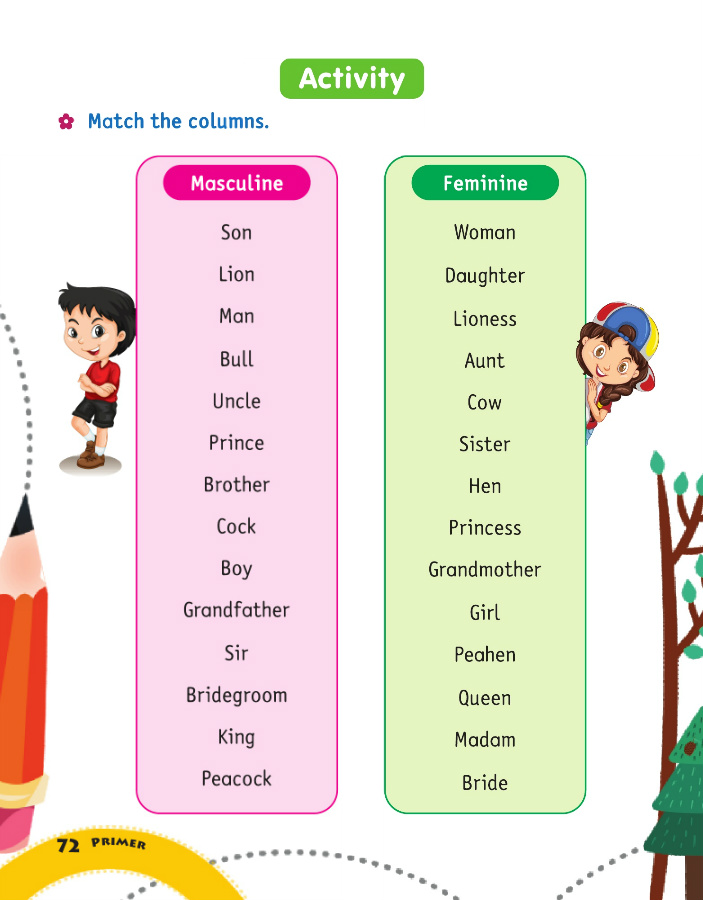 Activity
Match the columns.
Masculine
Son
Lion
Man
Bull
Uncle
Prince
Brother
Cock
Boy
Grandfather
Sir
Bridegroom
King
Peacock
Feminine
Woman
Daughter
Lioness
Aunt
Cow
Sister
Hen
Princess
Grandmother
Girl
Peahen
Queen
Madam
Bride
72 PRIMER